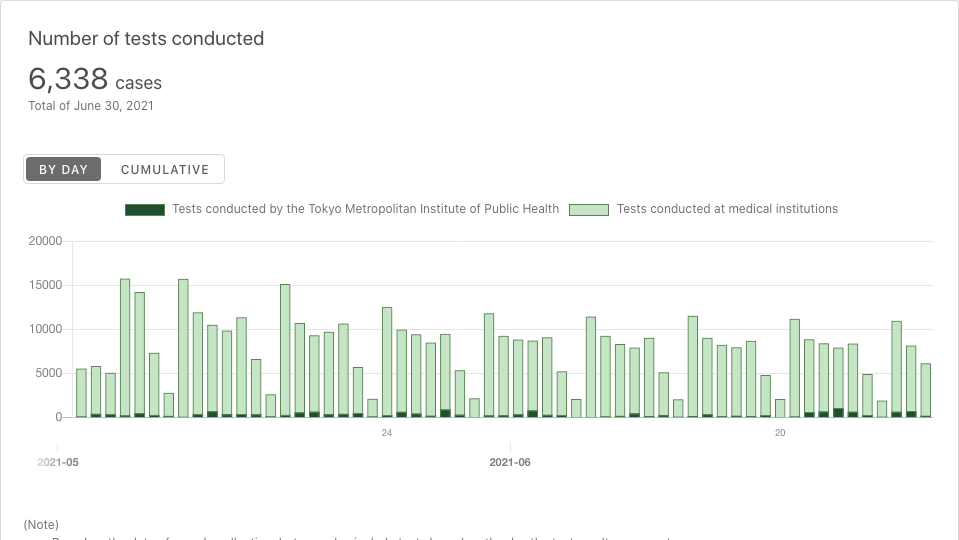 Number of tests conducted
6,338 cases
Total of June 30, 2021
BY DAY CUMULATIVE
Tests conducted by the Tokyo Metropolitan Institute of Public Health Tests conducted at medical institutions
20000
15000
10000
5000
0
24 20
2021-05 2021-06
(Note)